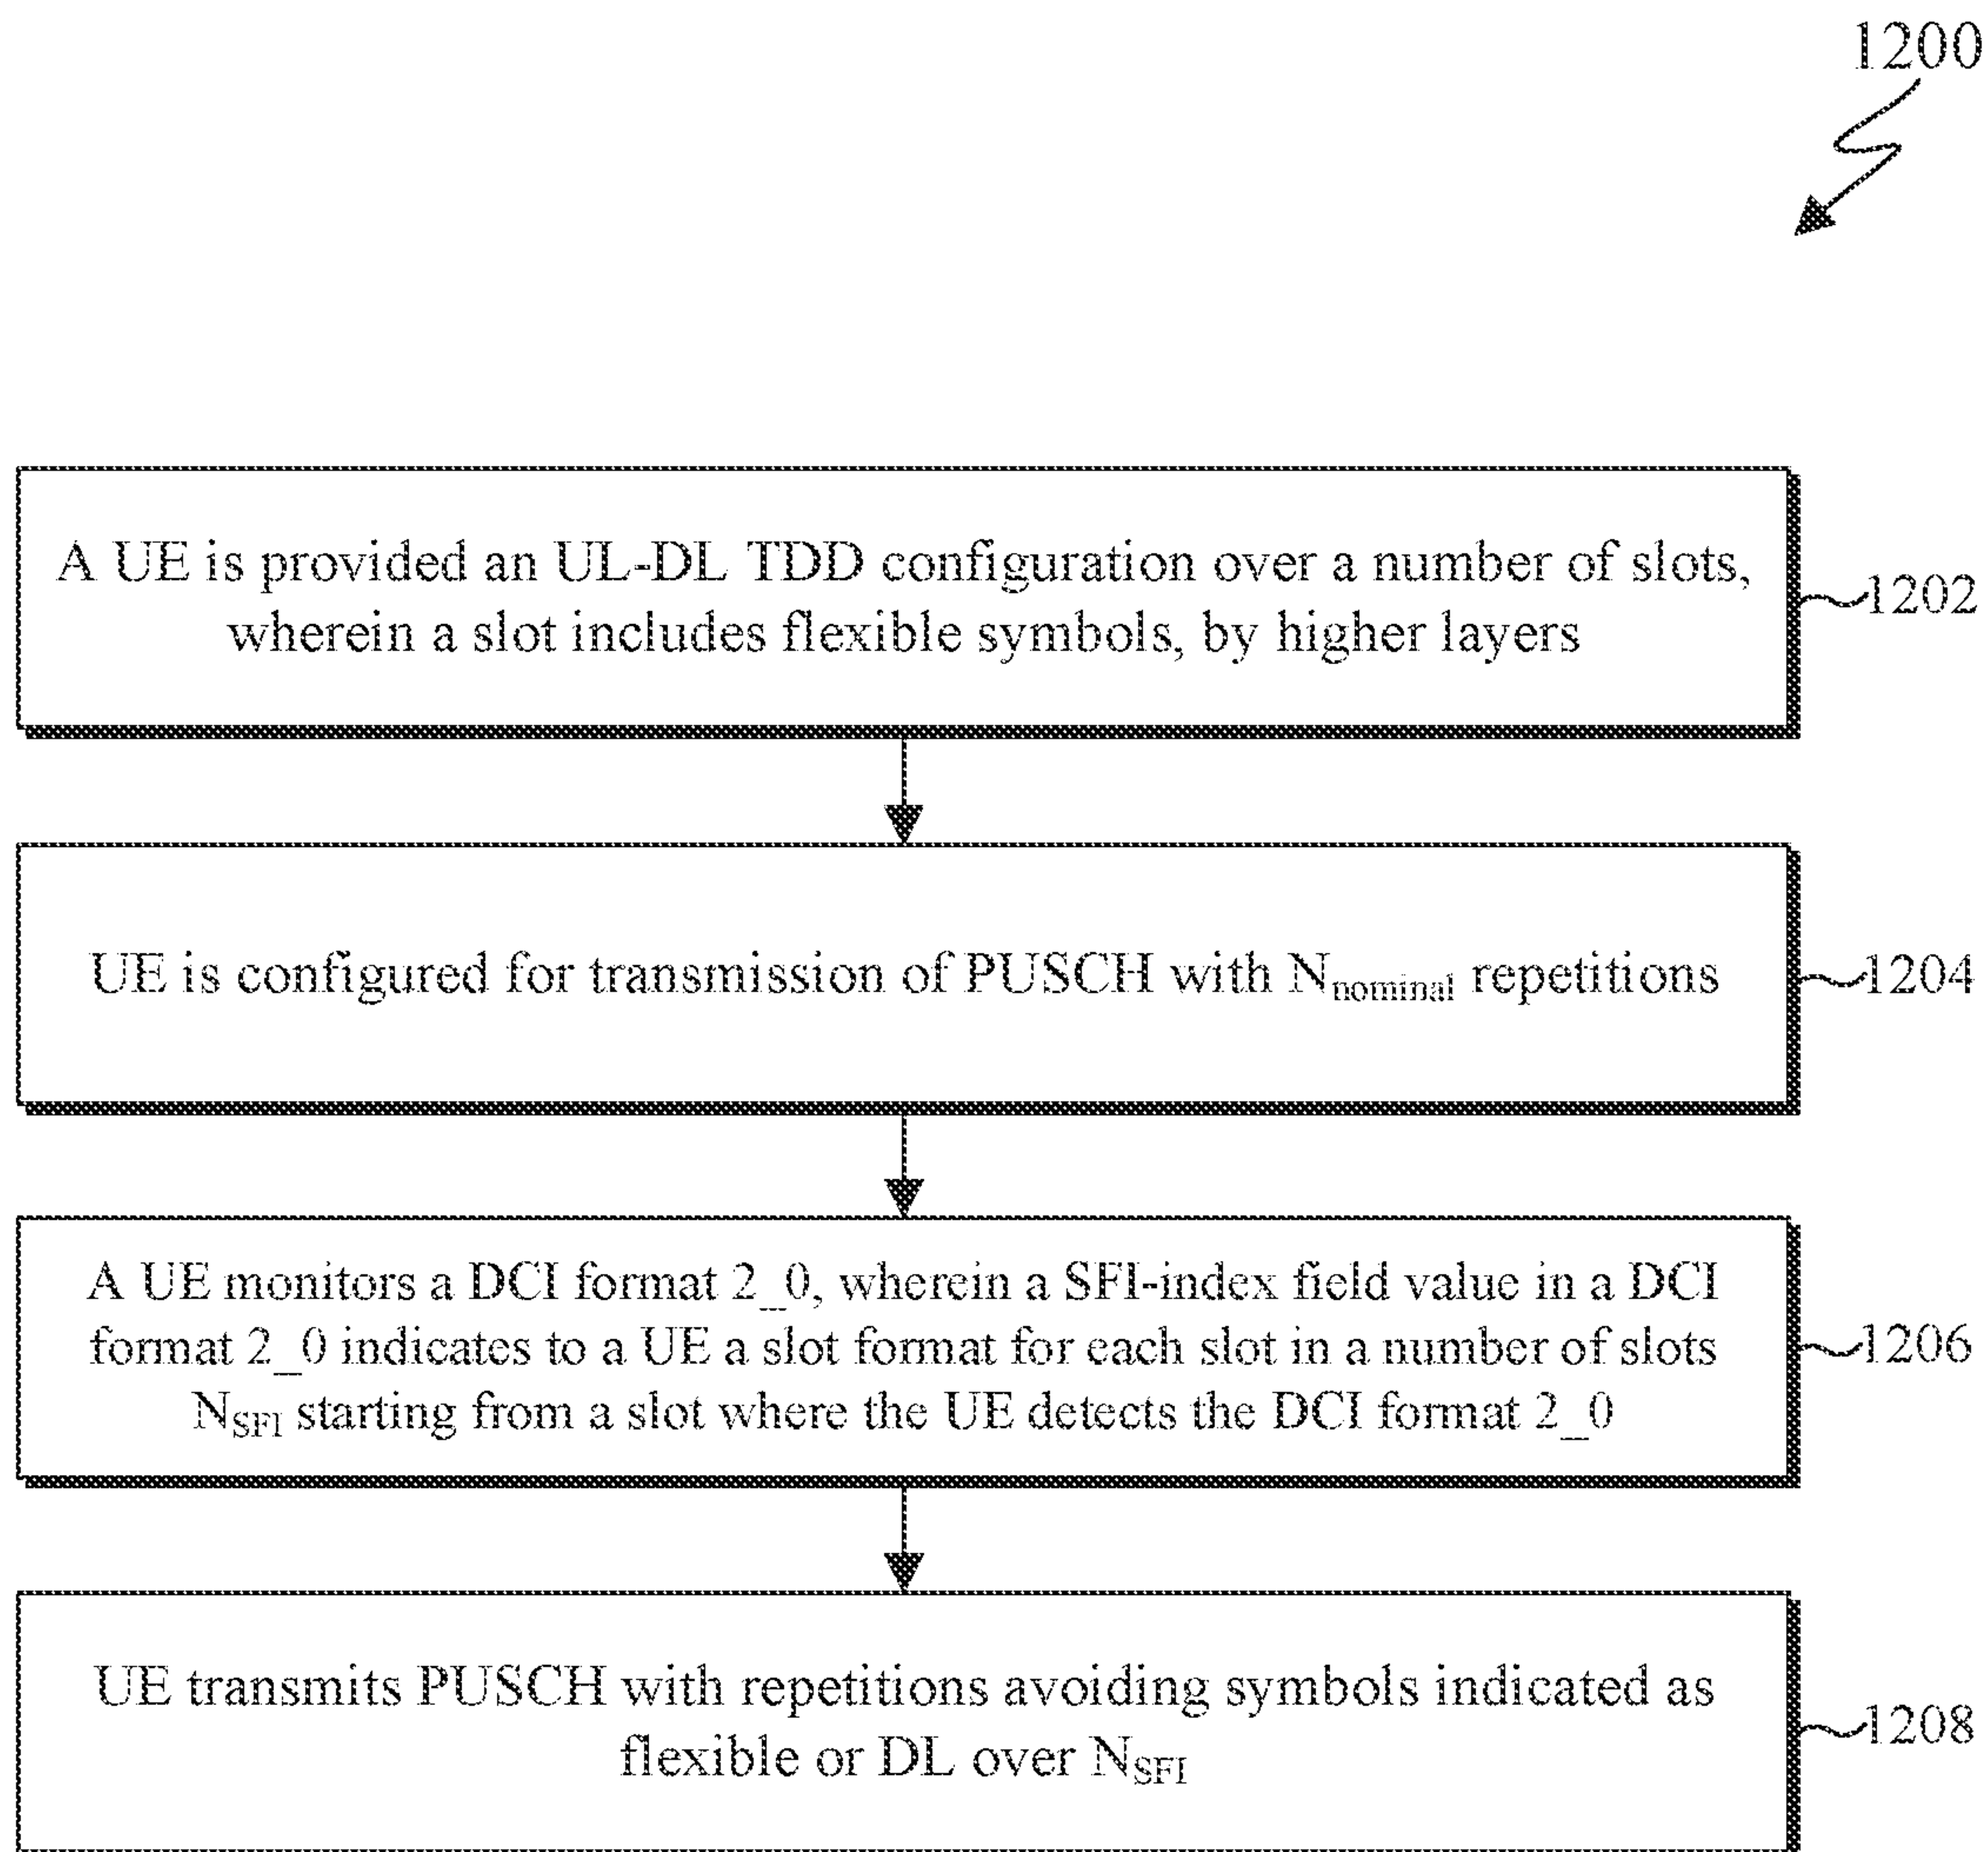 1200
A UE is provided an UL-DL TDD configuration over a number of slots,
wherein a slot includes flexible symbols, by higher layers
1202
UE is configured for transmission of PUSCH with Nnominal repetitions
1204
A UE monitors a DCI format 2_0, wherein a SFI-index field value in a DCI
format 2_0 indicates to a UE a slot format for each slot in a number of slots
NSFI starting from a slot where the UE detects the DCI format 2_0
1206
UE transmits PUSCH with repetitions avoiding symbols indicated as
flexible or DL over NSFI
1208